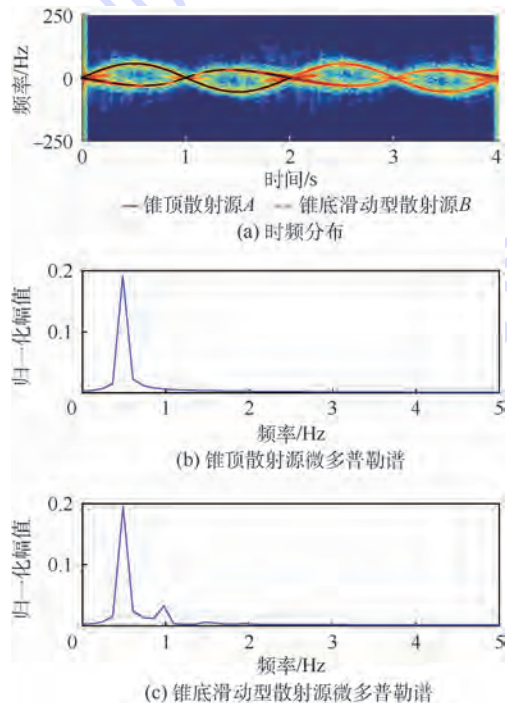 250
0
-250
频率/Hz
0 1 2 3 4
时间/s
锥顶散射源A 锥底滑动型散射源B
(a) 时频分布
0.2
0.1
归一化幅值
0 1 2 3 4 5
频率/Hz
(b) 锥顶散射源微多普勒谱
0.2
0.1
归一化幅值
0 1 2 3 4 5
频率/Hz
(c) 锥底滑动型散射源微多普勒谱